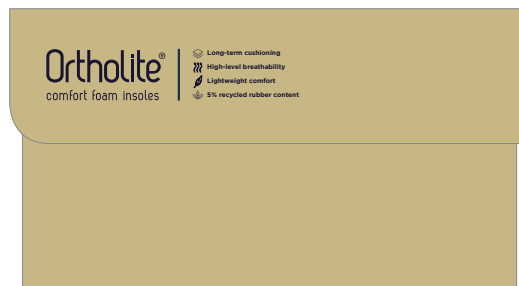 Ortholite®
comfort foam insoles
Long-term cushioning
High-level breathability
Lightweight comfort
5% recycled rubber content